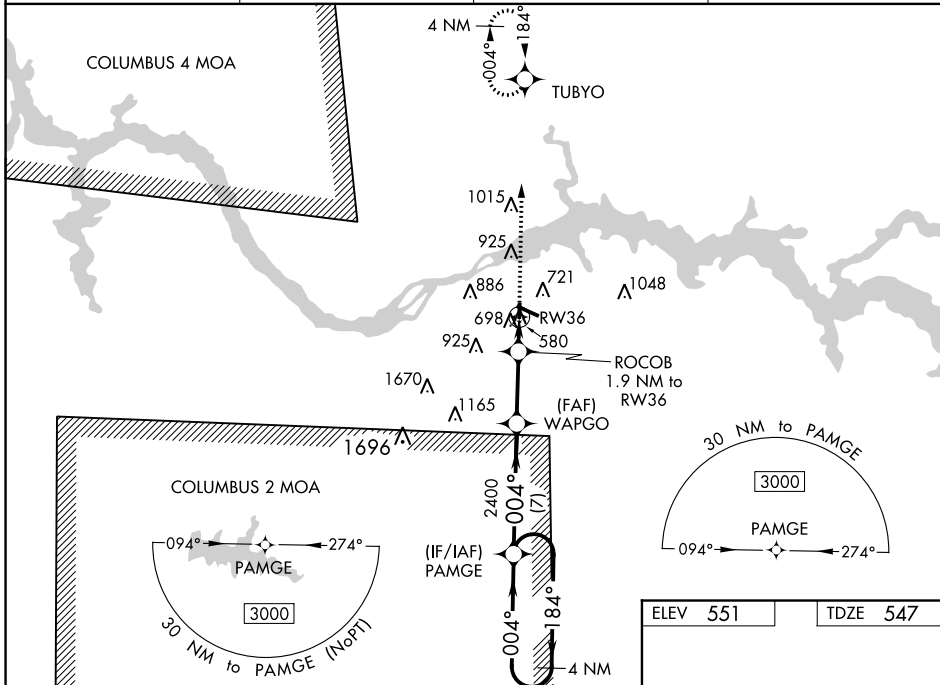 4 NM
184°
004°
TUBYO
COLUMBUS 4 MOA
1015
925
886
721
1048
698
RW36
580
925
ROCOB
1.9 NM to
RW36
1670
1165
(FAF)
WAPGO
1696
COLUMBUS 2 MOA
094°
274°
PAMGE
3000
30 NM to PAMGE (NoPT)
2400
004°
(7)
(IF/IAF)
PAMGE
004°
184°
4 NM
30 NM to PAMGE
3000
PAMGE
094°
274°
ELEV 551
TDZE 547